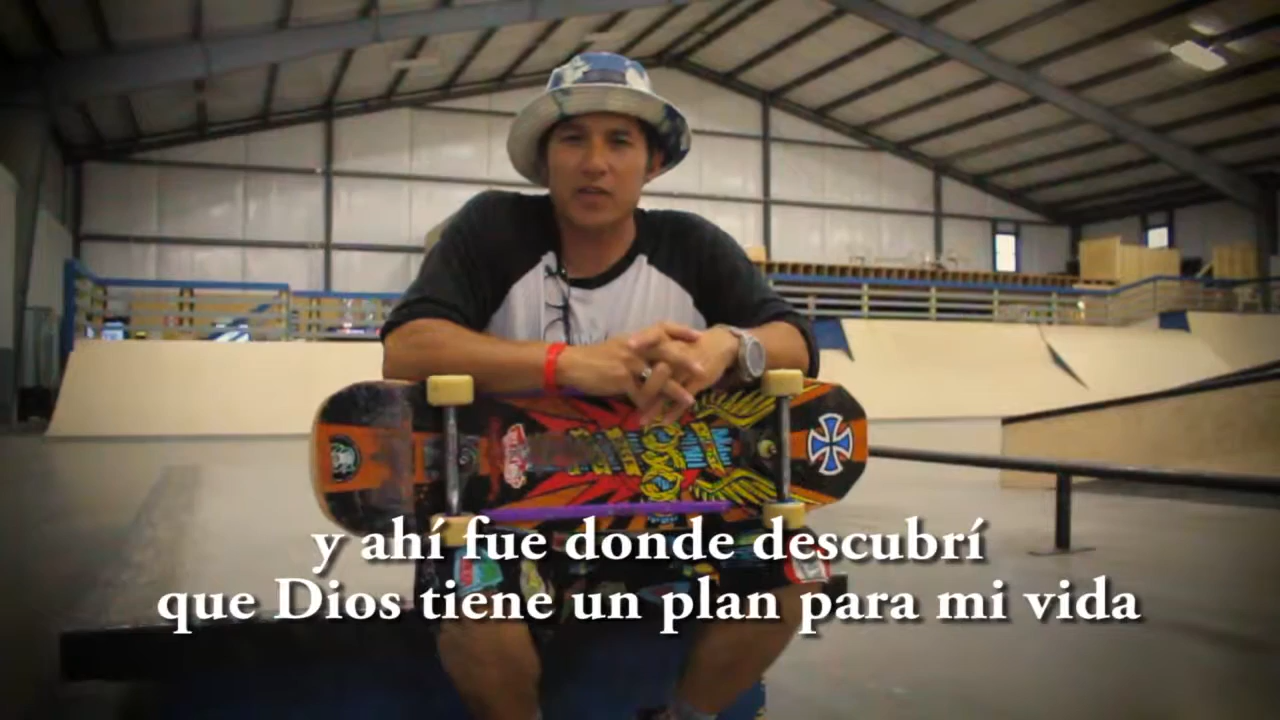 y ahí fue donde descubrí
que Dios tiene un plan para mi vida